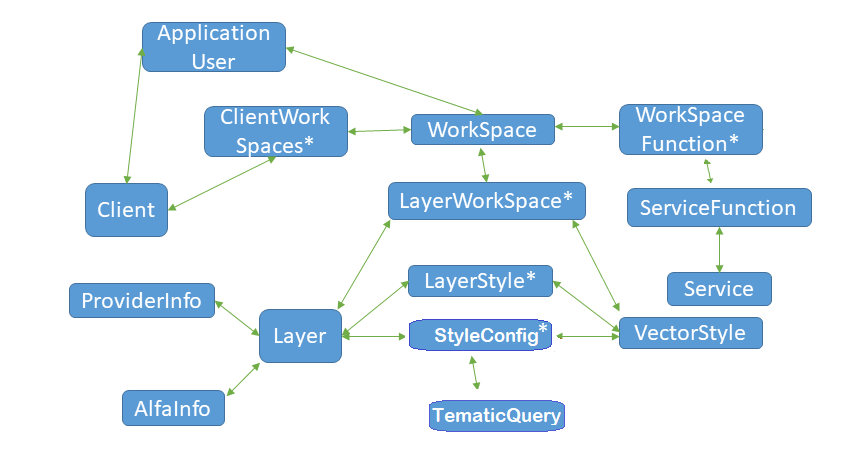 Application
User
ClientWork
Spaces*
WorkSpace
WorkSpace
Function*
Client
LayerWorkSpace*
ServiceFunction
ProviderInfo
LayerStyle*
Service
Layer
StyleConfig*
VectorStyle
AlfaInfo
TematicQuery